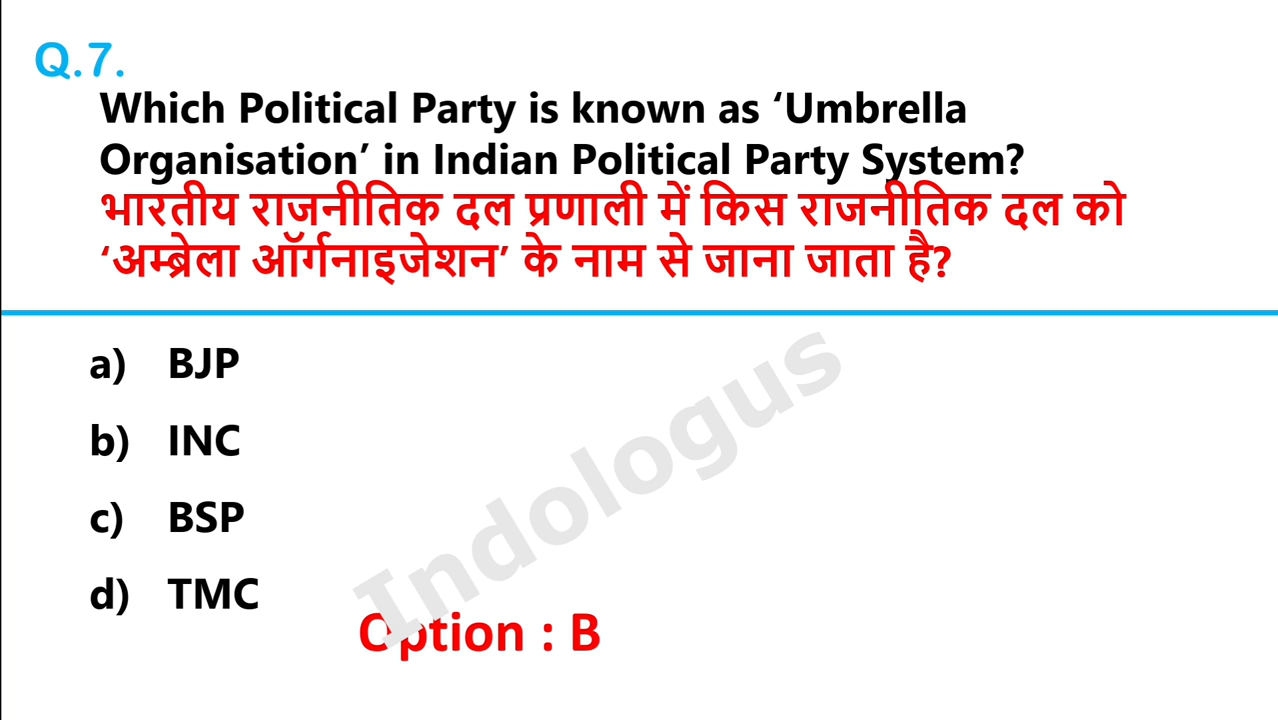 Q.7.
Which Political Party is known as ‘Umbrella
Organisation’ in Indian Political Party System?
भारतीय राजनीतिक दल प्रणाली में किस राजनीतिक दल को
‘अम्ब्रेला ऑर्गनाइजेशन’ के नाम से जाना जाता है?
a) BJP
b) INC
c) BSP
d) TMC
Indologus
Option : B